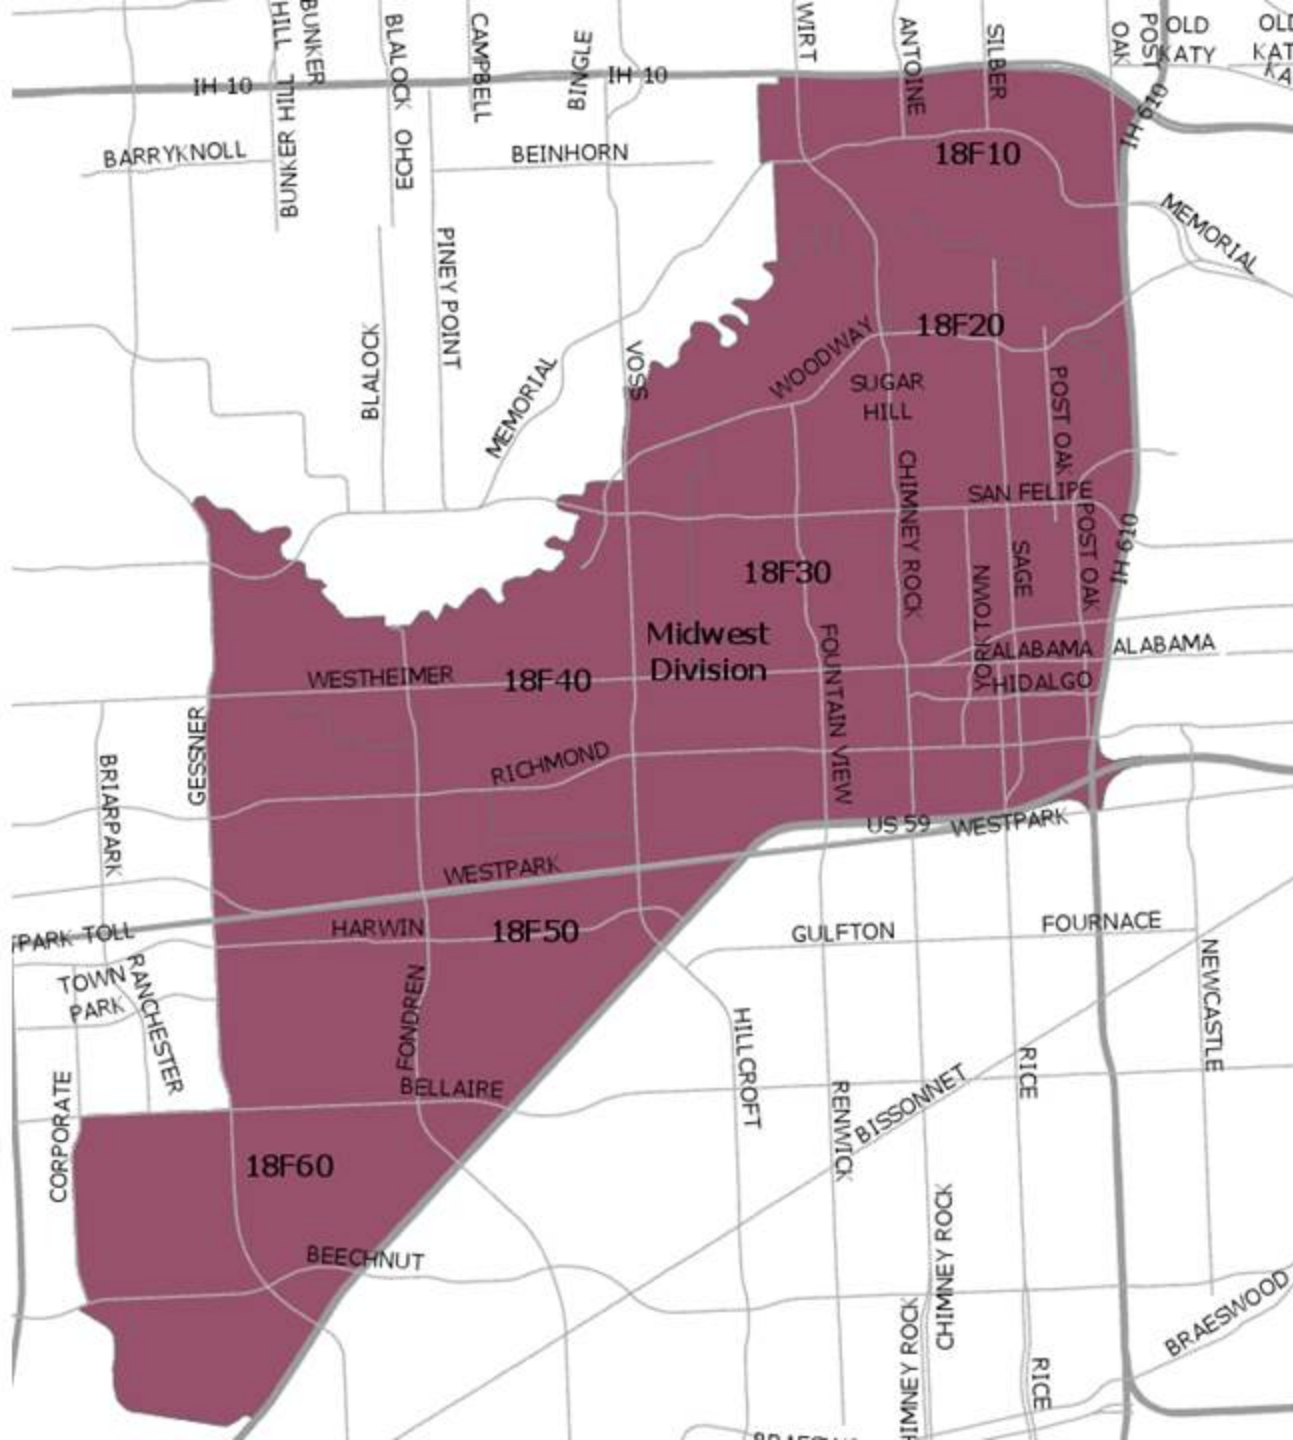 HILL
BUNKER
BLALOCK
CAMPBELL
BINGLE
WIRT
ANTOINE
SILBER
OAK
POST
OLD
KATY
OLD
KAT
KA
IH 10
IH 10
IH 610
BUNKER HILL
ECHO
BARRYKNOLL
BEINHORN
18F10
MEMORIAL
PINEY POINT
BLALOCK
MEMORIAL
VOSS
WOODWAY
18F20
SUGAR
HILL
POST OAK
CHIMNEY ROCK
SAN FELIPE
POST OAK
IH 610
SAGE
YORKTOWN
18F30
Midwest
Division
FOUNTAIN VIEW
ALABAMA
ALABAMA
HIDALGO
WESTHEIMER
18F40
GESSNER
BRIARPARK
RICHMOND
US 59
WESTPARK
WESTPARK
HARWIN
18F50
GULFTON
FOURNACE
PARK TOLL
TOWN
PARK
RANCHESTER
FONDREN
NEWCASTLE
HILLCROFT
CORPORATE
BELLAIRE
RENWICK
BISSONNET
RICE
18F60
BEECHNUT
CHIMNEY ROCK
HIMNEY ROCK
RICE
BRAESWOOD